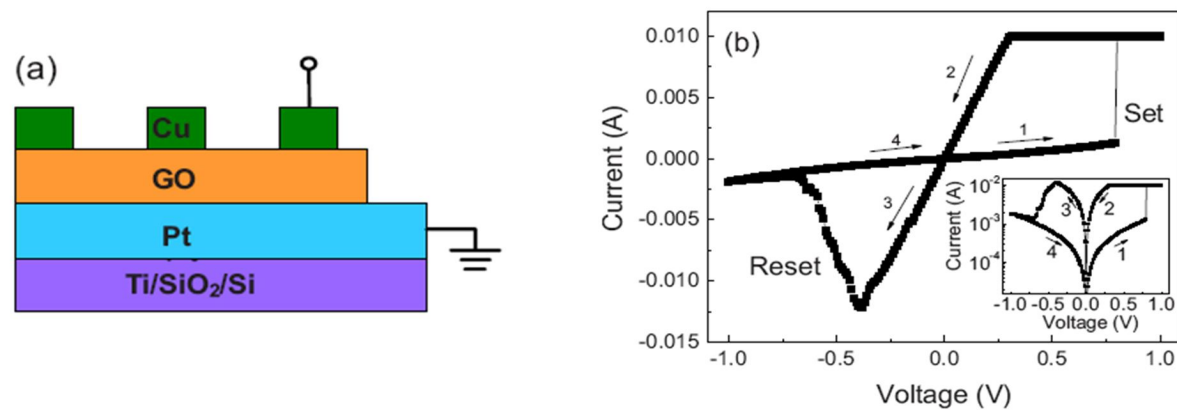 (a)
Cu
GO
Pt
Ti/SiO₂/Si
(b)
Current (A)
0.010
0.005
0.000
-0.005
-0.010
-0.015
2
4
1
3
Set
Reset
-1.0
-0.5
0.0
0.5
1.0
Voltage (V)
Current (A)
10⁻²
10⁻³
10⁻⁴
3
2
4
1
-1.0 -0.5 0.0 0.5 1.0
Voltage (V)